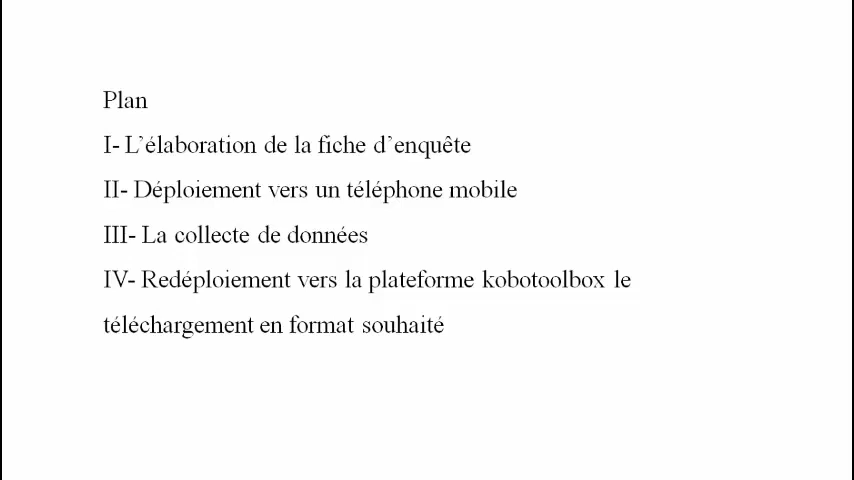 Plan
I- L’élaboration de la fiche d’enquête
II- Déploiement vers un téléphone mobile
III- La collecte de données
IV- Redéploiement vers la plateforme kobotoolbox le
téléchargement en format souhaité